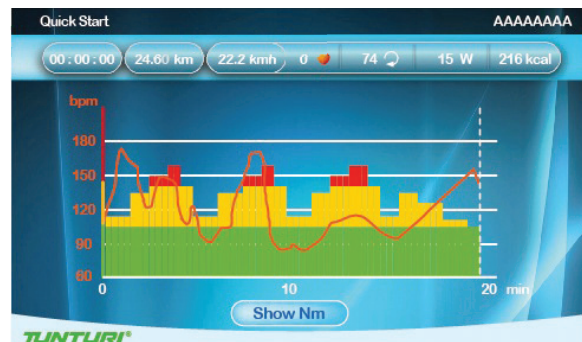 Quick Start AAAAAAAA
00:00:00 24.60 km 22.2 kmh 0 74 15 W 216 kcal
bpm
180
150
120
90
60
0 10 20 min
Show Nm
TUNTURI®